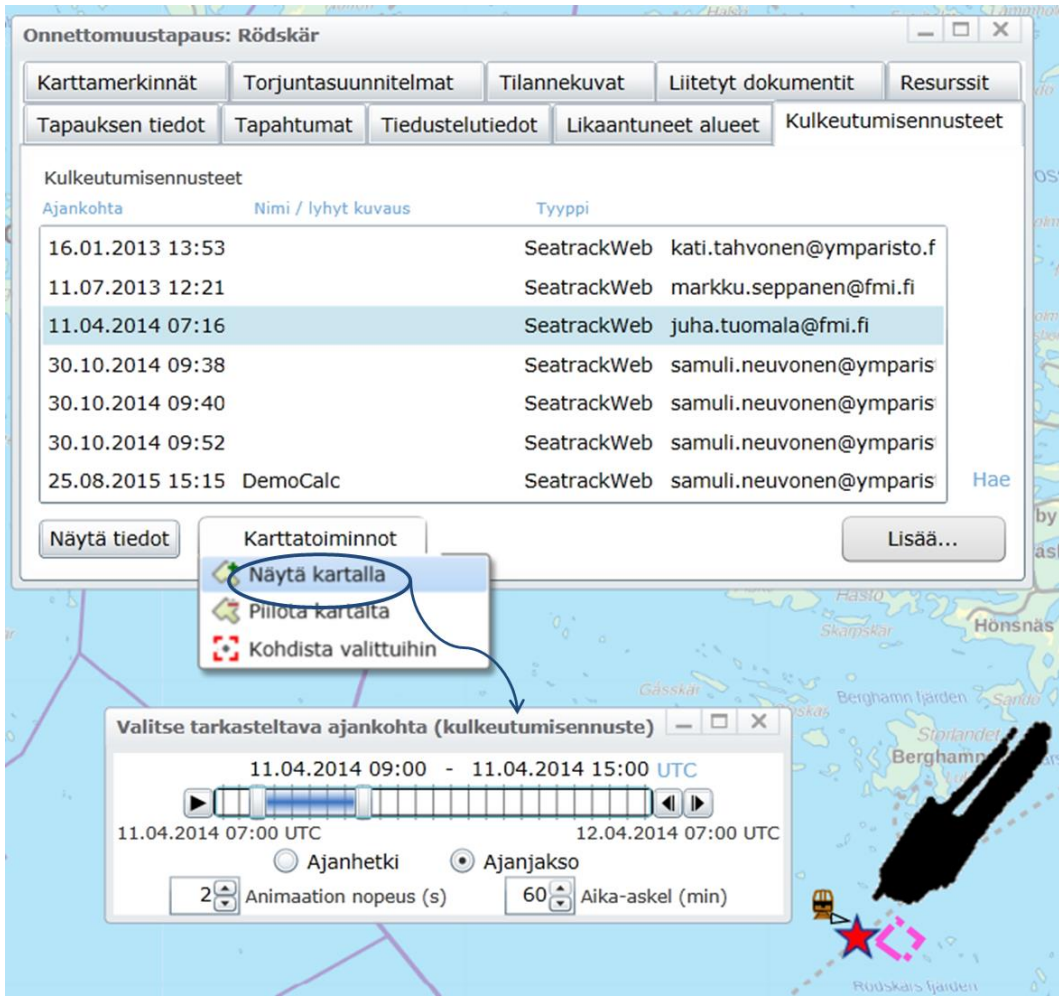 Halsö
Onnettomuustapaus: Rödskär
Karttamerkinnät Torjuntasuunnitelmat Tilannekuvat Liitetyt dokumentit Resurssit
Tapauksen tiedot Tapahtumat Tiedustelutiedot Likaantuneet alueet Kulkeutumisennusteet
Kulkeutumisennusteet
Ajankohta Nimi / lyhyt kuvaus Tyyppi
16.01.2013 13:53 SeatrackWeb kati.tahvonen@ymparisto.f
11.07.2013 12:21 SeatrackWeb markku.seppanen@fmi.fi
11.04.2014 07:16 SeatrackWeb juha.tuomala@fmi.fi
30.10.2014 09:38 SeatrackWeb samuli.neuvonen@ymparis
30.10.2014 09:40 SeatrackWeb samuli.neuvonen@ymparis
30.10.2014 09:52 SeatrackWeb samuli.neuvonen@ymparis
25.08.2015 15:15 DemoCalc SeatrackWeb samuli.neuvonen@ymparis Hae
by
Näytä tiedot Karttatoiminnot Lisää...
Näytä kartalla
Piilota kartalta
Kohdista valittuihin
Hästö
Skarpskär
Hönsnäs
Gåsskär
Berghamn fjärden
Sandö
Storlandet
Berghamn
Valitse tarkasteltava ajankohta (kulkeutumisennuste)
11.04.2014 09:00 - 11.04.2014 15:00 UTC
11.04.2014 07:00 UTC 12.04.2014 07:00 UTC
Ajanhetki Ajanjakso
2 Animaation nopeus (s) 60 Aika-askel (min)
Rödskärs fjärden